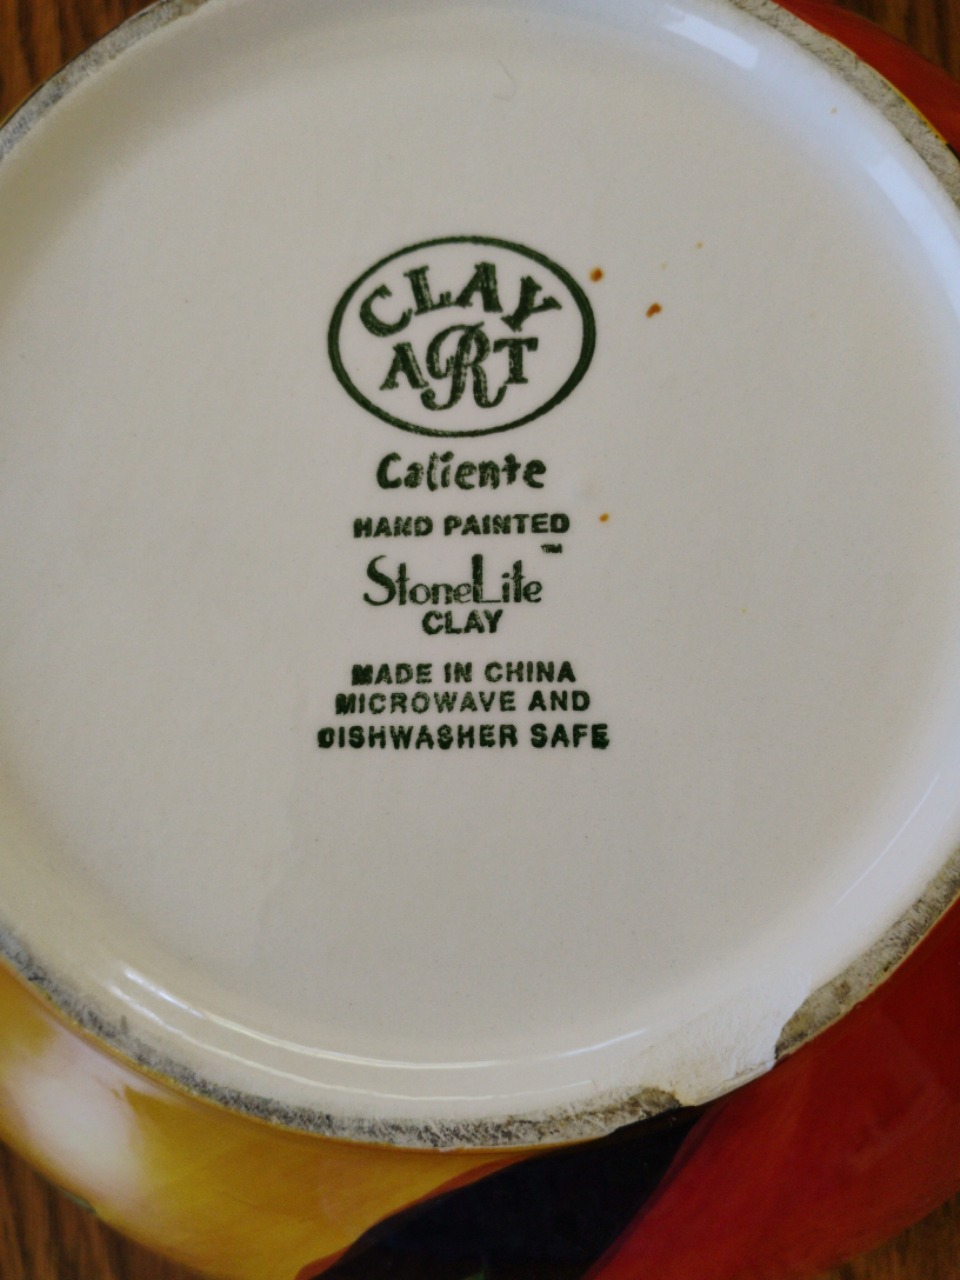 CLAY
ART
Caliente
HAND PAINTED
StoneLite™
CLAY
MADE IN CHINA
MICROWAVE AND
DISHWASHER SAFE